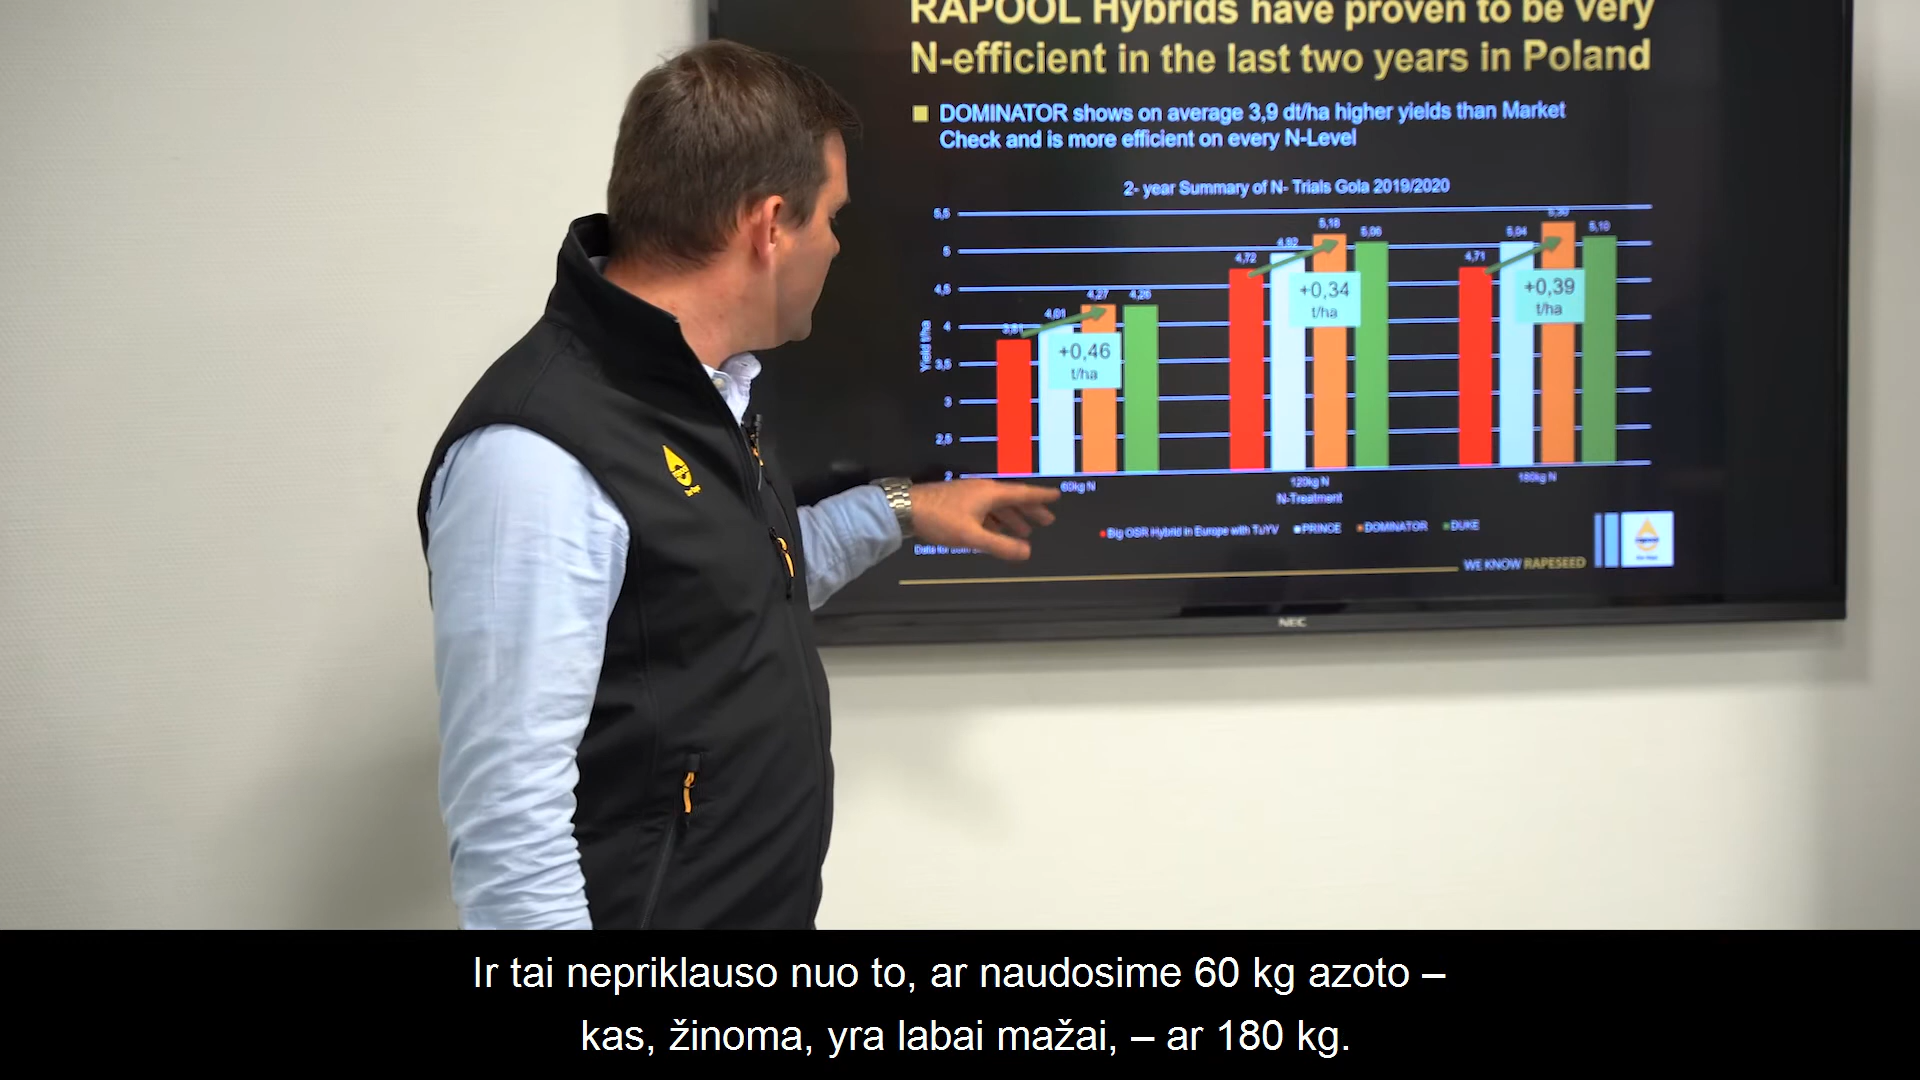 RAPOOL Hybrids have proven to be very
N-efficient in the last two years in Poland
DOMINATOR shows on average 3,9 dt/ha higher yields than Market
Check and is more efficient on every N-Level
2- year Summary of N- Trials Gola 2019/2020
5,5
5
4,5
4
3,5
3
2,5
2
Yield t/ha
3,81
4,01
4,27
4,26
4,72
4,92
5,18
5,06
4,71
5,04
5,30
5,10
+0,46
t/ha
+0,34
t/ha
+0,39
t/ha
60kg N
120kg N
180kg N
N-Treatment
Big OSR Hybrid in Europe with TuYV PRINCE DOMINATOR DUKE
Data for
WE KNOW RAPESEED
NEC
Ir tai nepriklauso nuo to, ar naudosime 60 kg azoto –
kas, žinoma, yra labai mažai, – ar 180 kg.